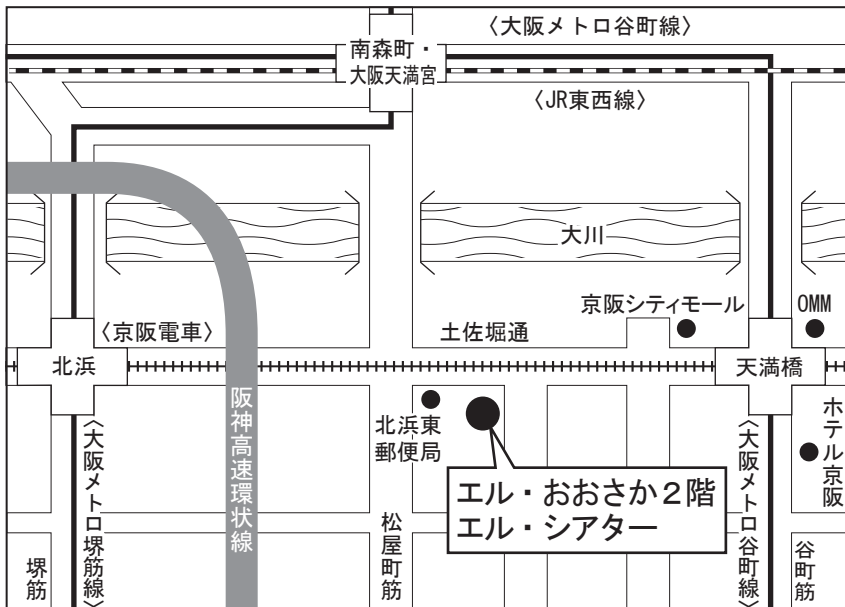 〈大阪メトロ谷町線〉
南森町・
大阪天満宮
〈JR東西線〉
大川
京阪シティモール
OMM
〈京阪電車〉
土佐堀通
北浜
天満橋
阪神高速環状線
北浜東
郵便局
ホテル京阪
〈大阪メトロ堺筋線〉
〈大阪メトロ谷町線〉
エル・おおさか2階
エル・シアター
堺筋
松屋町筋
谷町筋